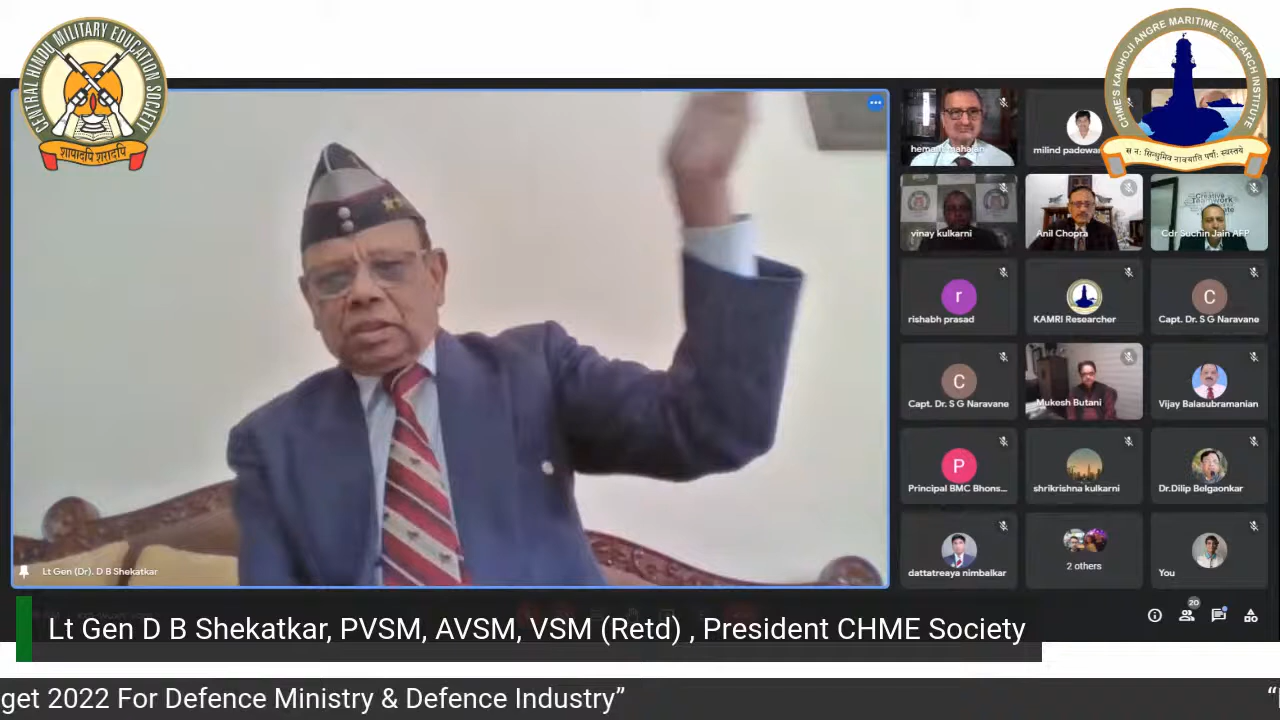 CENTRAL HINDU MILITARY EDUCATION SOCIETY
शापादपि शरादपि
CHME'S KANHOJI ANGRE MARITIME RESEARCH INSTITUTE
hemant mahajan
milind padewar
vinay kulkarni
Anil Chopra
Cdr Suchin Jain AFP
r
rishabh prasad
KAMRI Researcher
C
Capt. Dr. S G Naravane
C
Capt. Dr. S G Naravane
Mukesh Butani
Vijay Balasubramanian
P
Principal BMC Bhons...
shrikrishna kulkarni
Dr.Dilip Belgaonkar
dattatreaya nimbalkar
2 others
You
Lt Gen (Dr). D B Shekatkar
20
Lt Gen D B Shekatkar, PVSM, AVSM, VSM (Retd) , President CHME Society
get 2022 For Defence Ministry & Defence Industry”